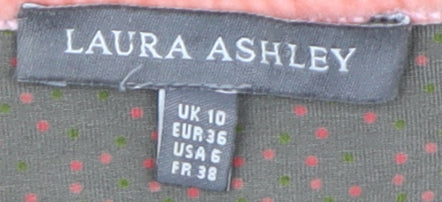 LAURA ASHLEY
UK 10
EUR 36
USA 6
FR 38